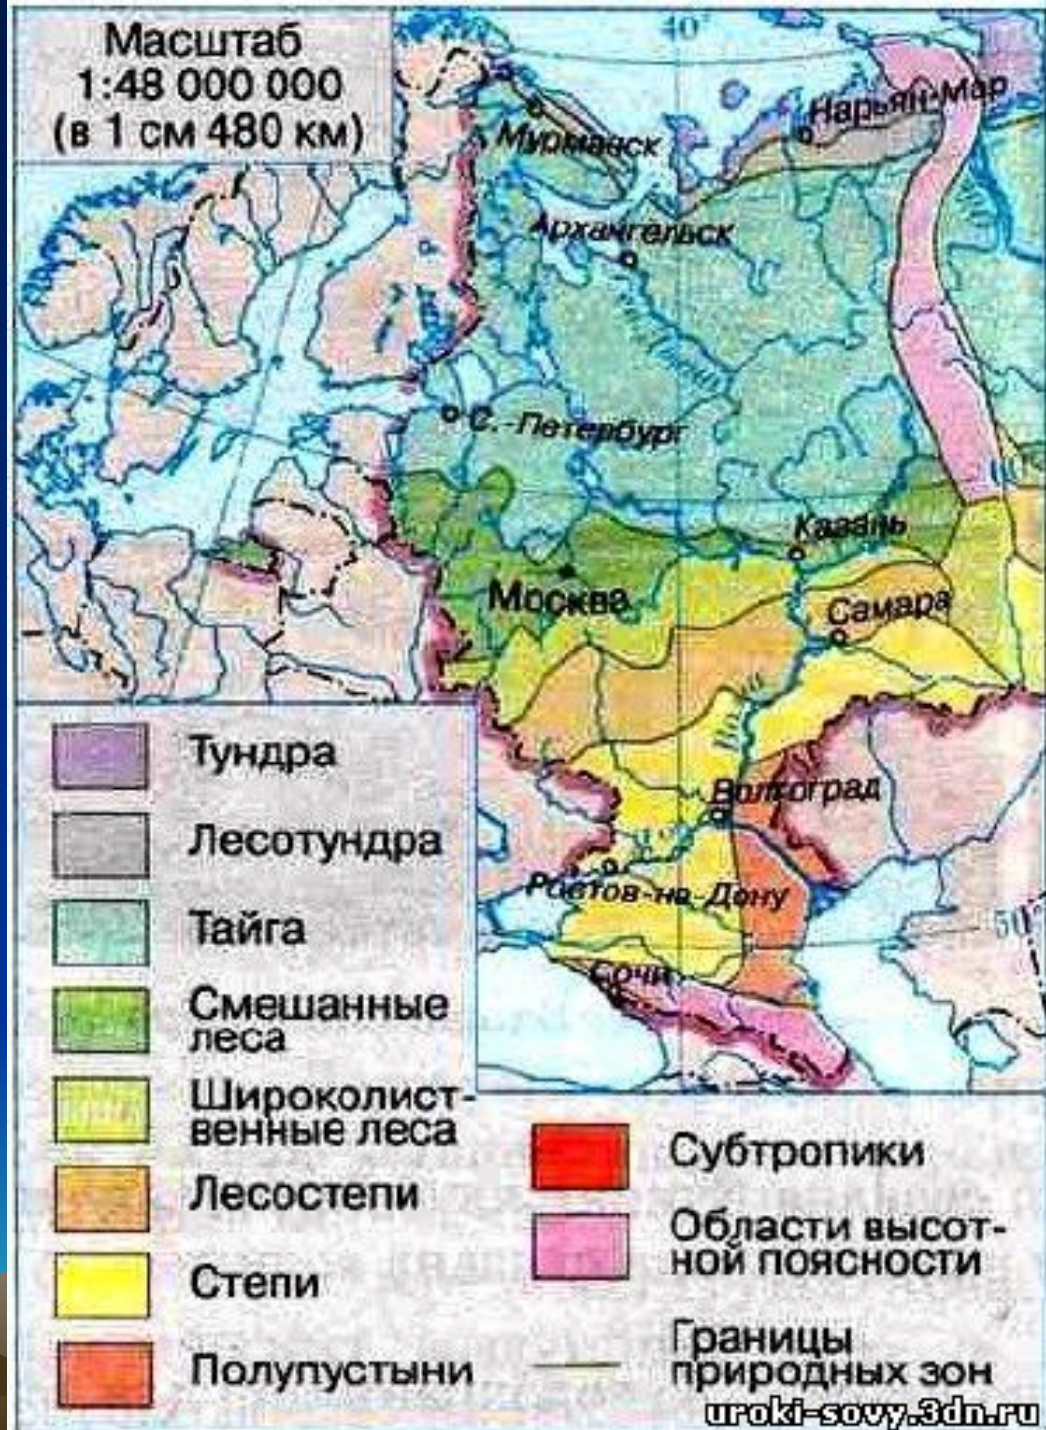 Масштаб
1:48 000 000
(в 1 см 480 км)
40°
Нарьян-Мар
Мурманск
Архангельск
С.-Петербург
Казань
Москва
Самара
Волгоград
Ростов-на-Дону
50°
Сочи
Тундра
Лесотундра
Тайга
Смешанные
леса
Широколист-
венные леса
Лесостепи
Степи
Полупустыни
Субтропики
Области высот-
ной поясности
Границы
природных зон
uroki-sovy.3dn.ru